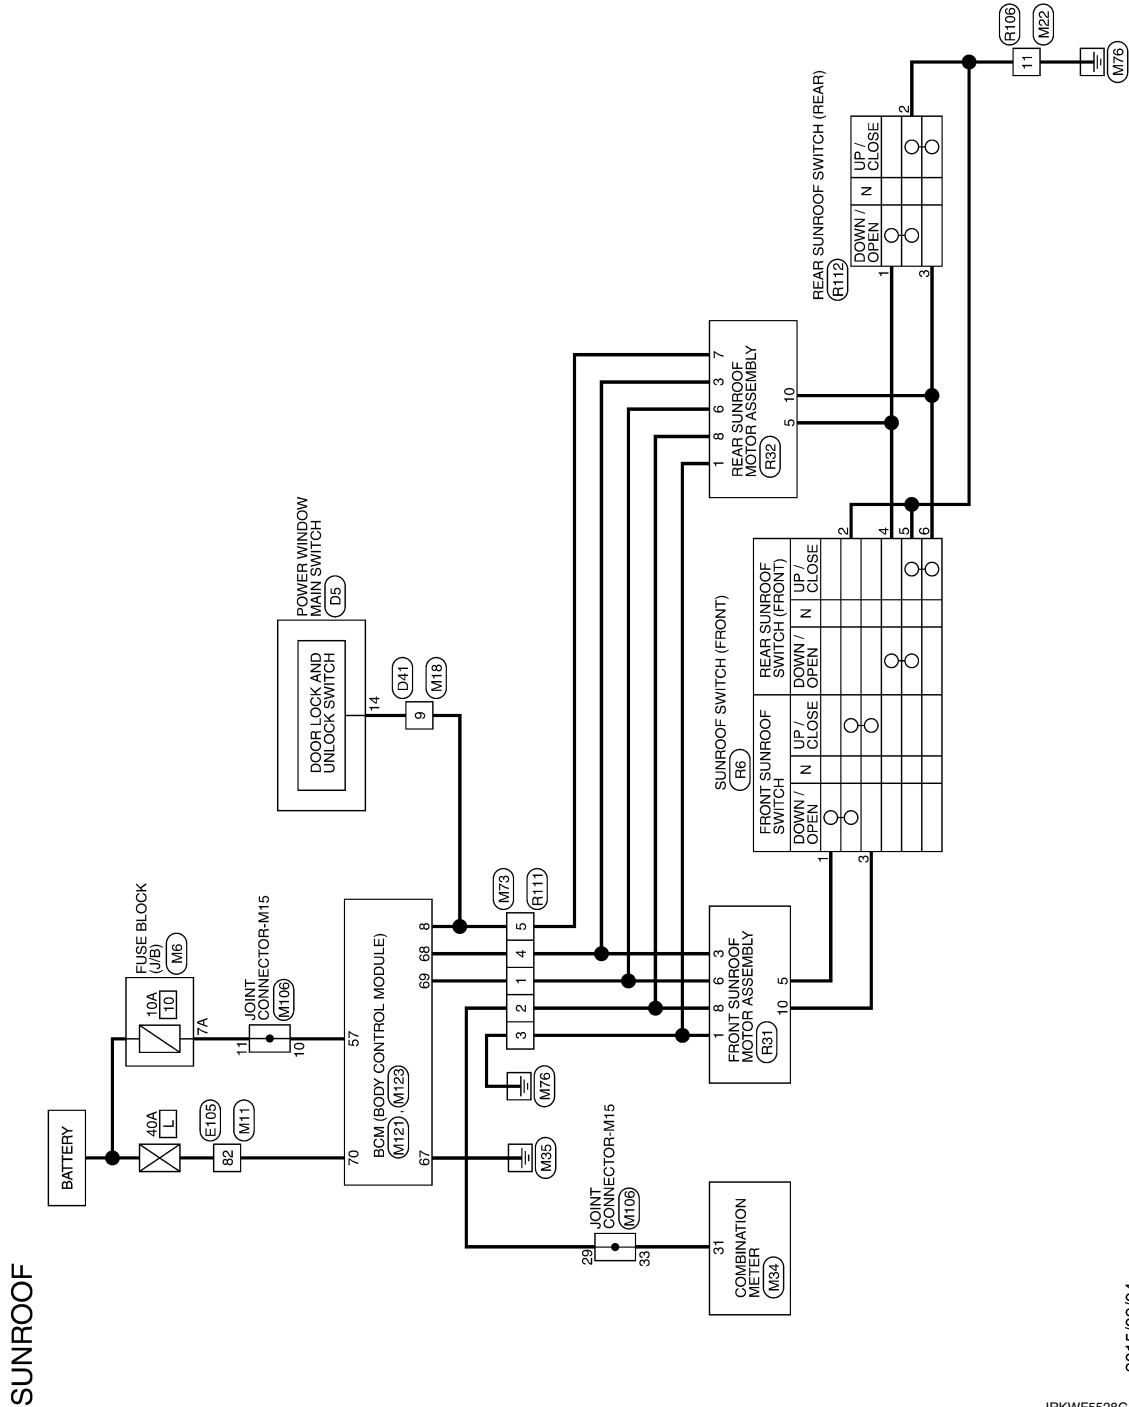 SUNROOF
BATTERY
40A
L
E105
M11
82
FUSE BLOCK
(J/B)
M6
10A
10
7A
JOINT
CONNECTOR-M15
M106
11
10
70
57
BCM (BODY CONTROL MODULE)
M121 , M123
67
69
68
8
POWER WINDOW
MAIN SWITCH
D5
DOOR LOCK AND
UNLOCK SWITCH
14
D41
M18
9
M35
M76
M73
R111
3
2
1
4
5
JOINT
CONNECTOR-M15
M106
29
33
31
COMBINATION
METER
M34
1
8
6
3
FRONT SUNROOF
MOTOR ASSEMBLY
R31
10
5
1
8
6
3
7
REAR SUNROOF
MOTOR ASSEMBLY
R32
5
10
SUNROOF SWITCH (FRONT)
R6
FRONT SUNROOF
SWITCH
REAR SUNROOF
SWITCH (FRONT)
DOWN /
OPEN
N
UP /
CLOSE
DOWN /
OPEN
N
UP /
CLOSE
1
3
2
4
5
6
REAR SUNROOF SWITCH (REAR)
R112
DOWN /
OPEN
N
UP /
CLOSE
1
3
2
R106
M22
11
M76